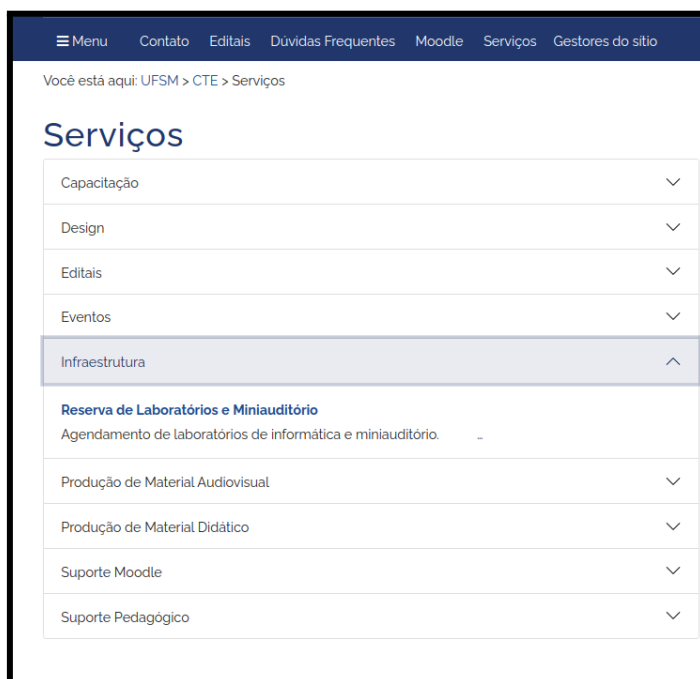 Menu Contato Editais Dúvidas Frequentes Moodle Serviços Gestores do sítio
Você está aqui: UFSM > CTE > Serviços
Serviços
Capacitação
Design
Editais
Eventos
Infraestrutura
Reserva de Laboratórios e Miniauditório
Agendamento de laboratórios de informática e miniauditório. ...
Produção de Material Audiovisual
Produção de Material Didático
Suporte Moodle
Suporte Pedagógico